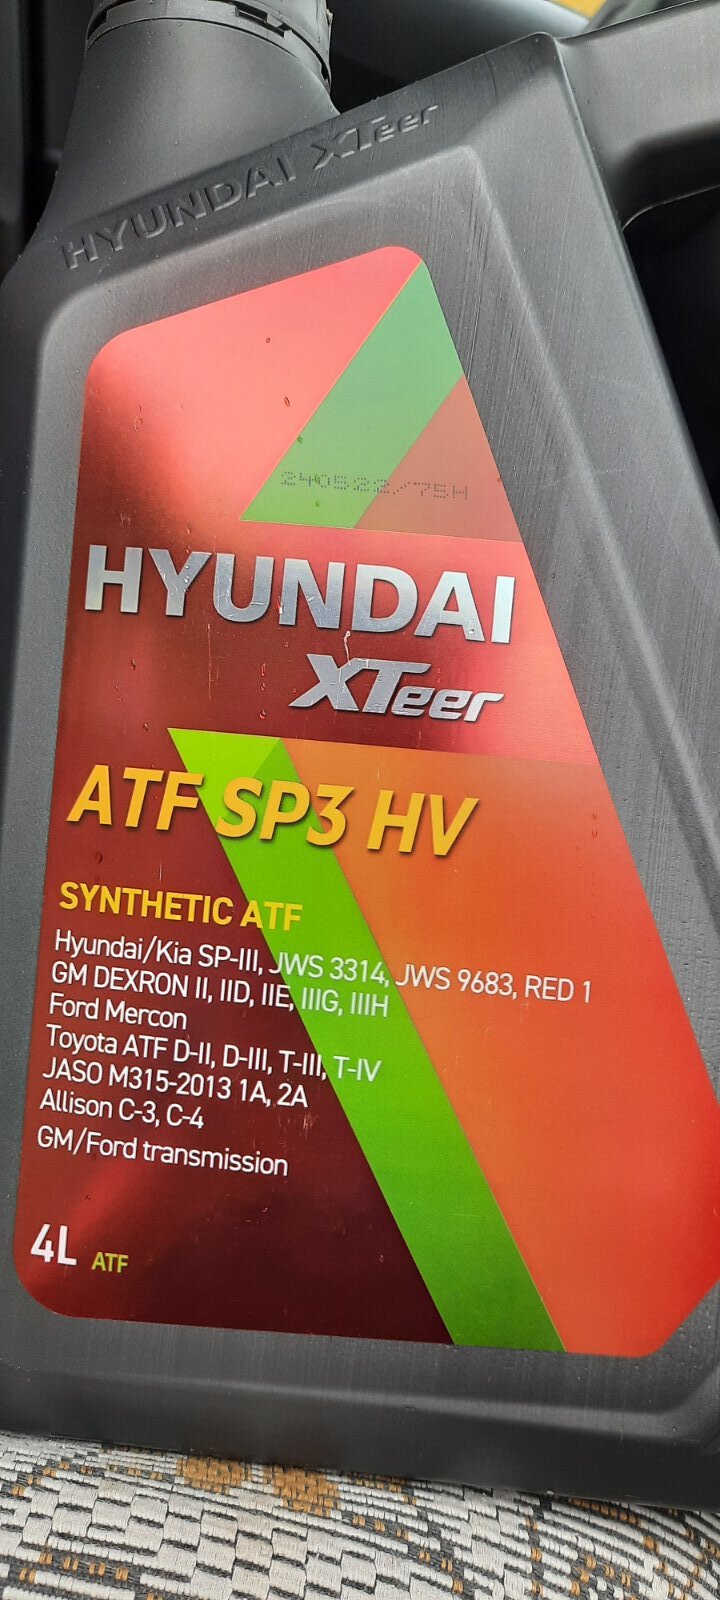 HYUNDAI XTeer
240522/75H
HYUNDAI
XTeer
ATF SP3 HV
SYNTHETIC ATF
Hyundai/Kia SP-III, JWS 3314, JWS 9683, RED 1
GM DEXRON II, IID, IIE, IIIG, IIIH
Ford Mercon
Toyota ATF D-II, D-III, T-III, T-IV
JASO M315-2013 1A, 2A
Allison C-3, C-4
GM/Ford transmission
4L ATF